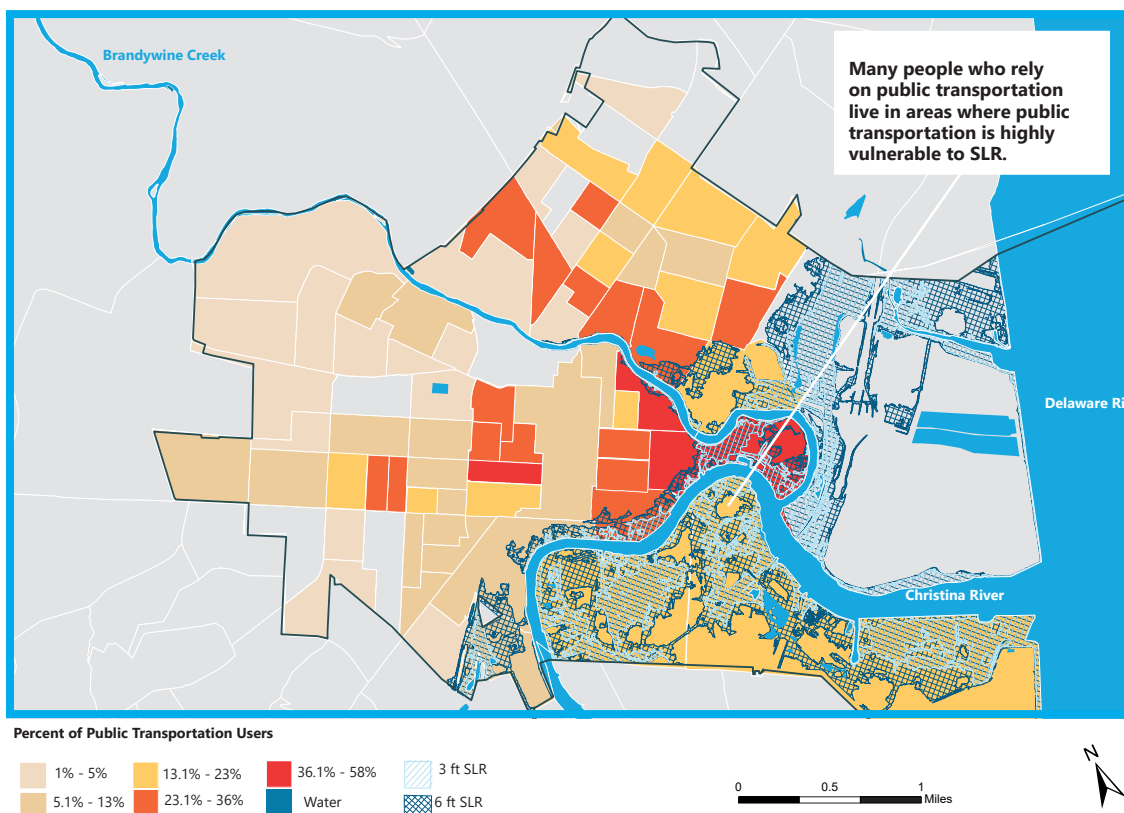 Brandywine Creek
Many people who rely
on public transportation
live in areas where public
transportation is highly
vulnerable to SLR.
Delaware Ri
Christina River
Percent of Public Transportation Users
1% - 5%
13.1% - 23%
36.1% - 58%
3 ft SLR
5.1% - 13%
23.1% - 36%
Water
6 ft SLR
0 0.5 1
Miles
N